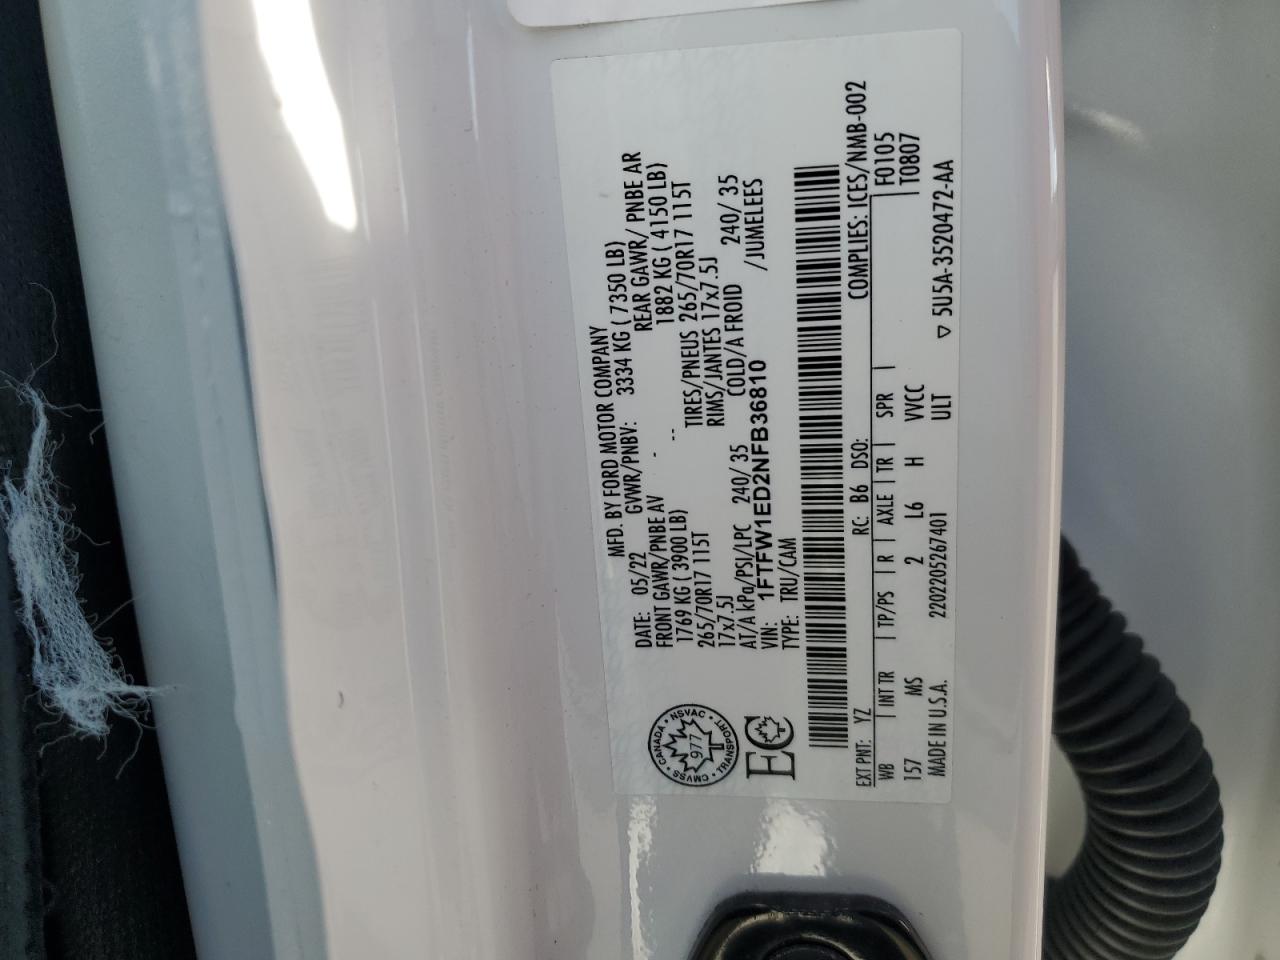 MFD. BY FORD MOTOR COMPANY
DATE: 05/22 GVWR/PNBV: 3334 KG ( 7350 LB)
FRONT GAWR/PNBE AV REAR GAWR/ PNBE AR
1769 KG ( 3900 LB) - -- 1882 KG ( 4150 LB)
265/70R17 115T TIRES/PNEUS 265/70R17 115T
17x7.5J RIMS/JANTES 17x7.5J
AT/A kPa/PSI/LPC 240/ 35 COLD/A FROID 240/ 35
VIN: 1FTFW1ED2NFB36810 /JUMELEES
TYPE: TRU/CAM
CANADA • NSVAC • TRANSPORT • CMVSS •
977
T
EC
COMPLIES: ICES/NMB-002
EXT PNT: YZ RC: B6 DSO: F0105
WB INT TR TP/PS R AXLE TR SPR T0807
157 MS 2 L6 H VVCC
MADE IN U.S.A. 2202205267401 ULT ▽ 5U5A-3520472-AA